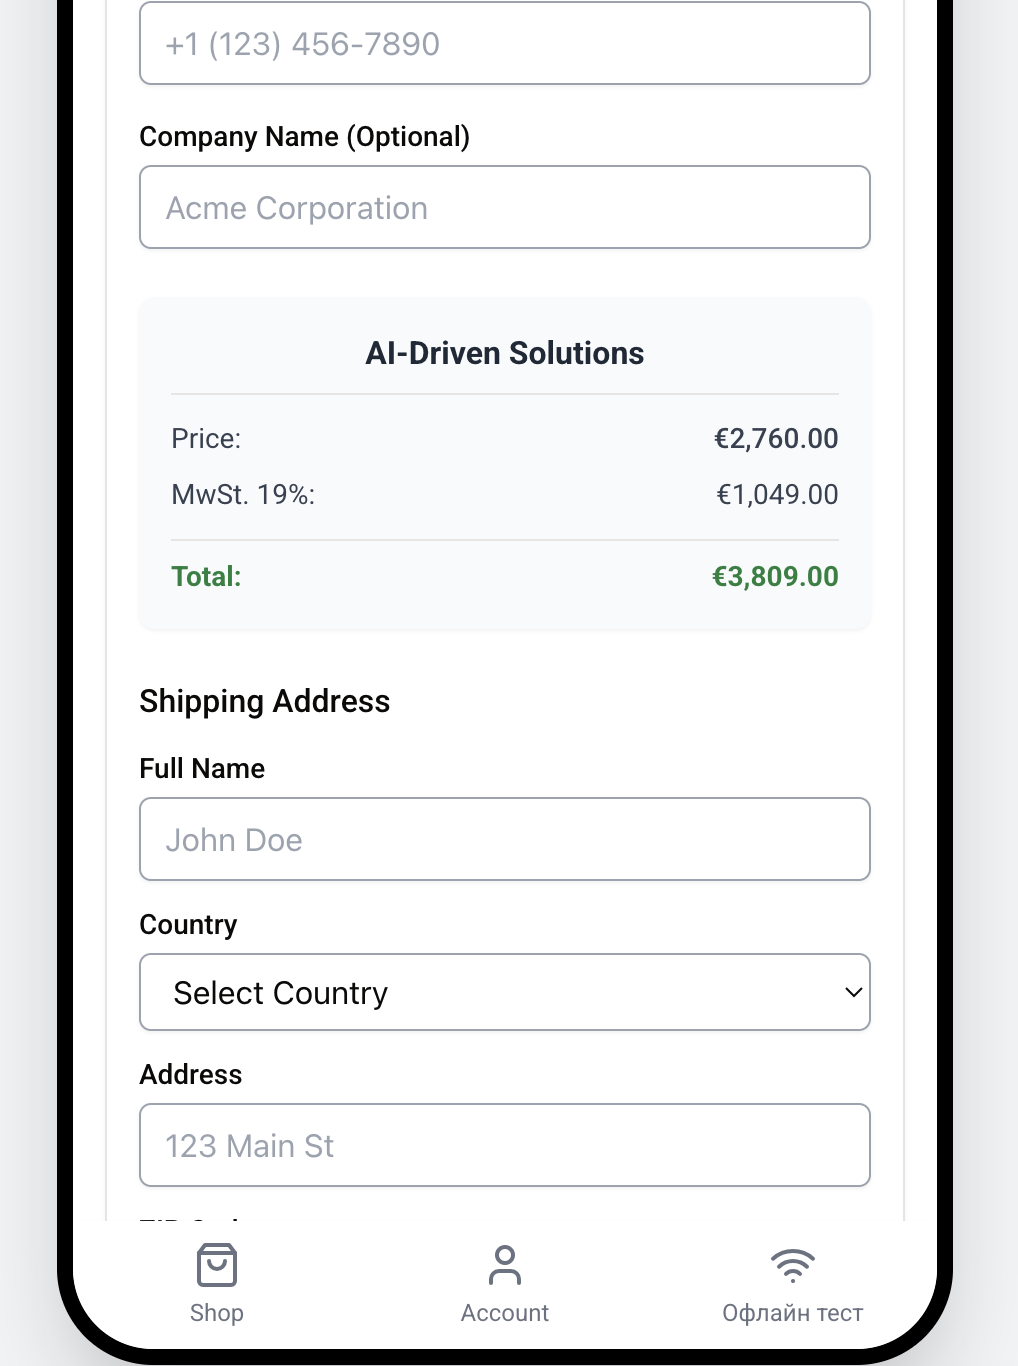 +1 (123) 456-7890
Company Name (Optional)
Acme Corporation
AI-Driven Solutions
Price: €2,760.00
MwSt. 19%: €1,049.00
Total: €3,809.00
Shipping Address
Full Name
John Doe
Country
Select Country
Address
123 Main St
Shop
Account
Офлайн тест